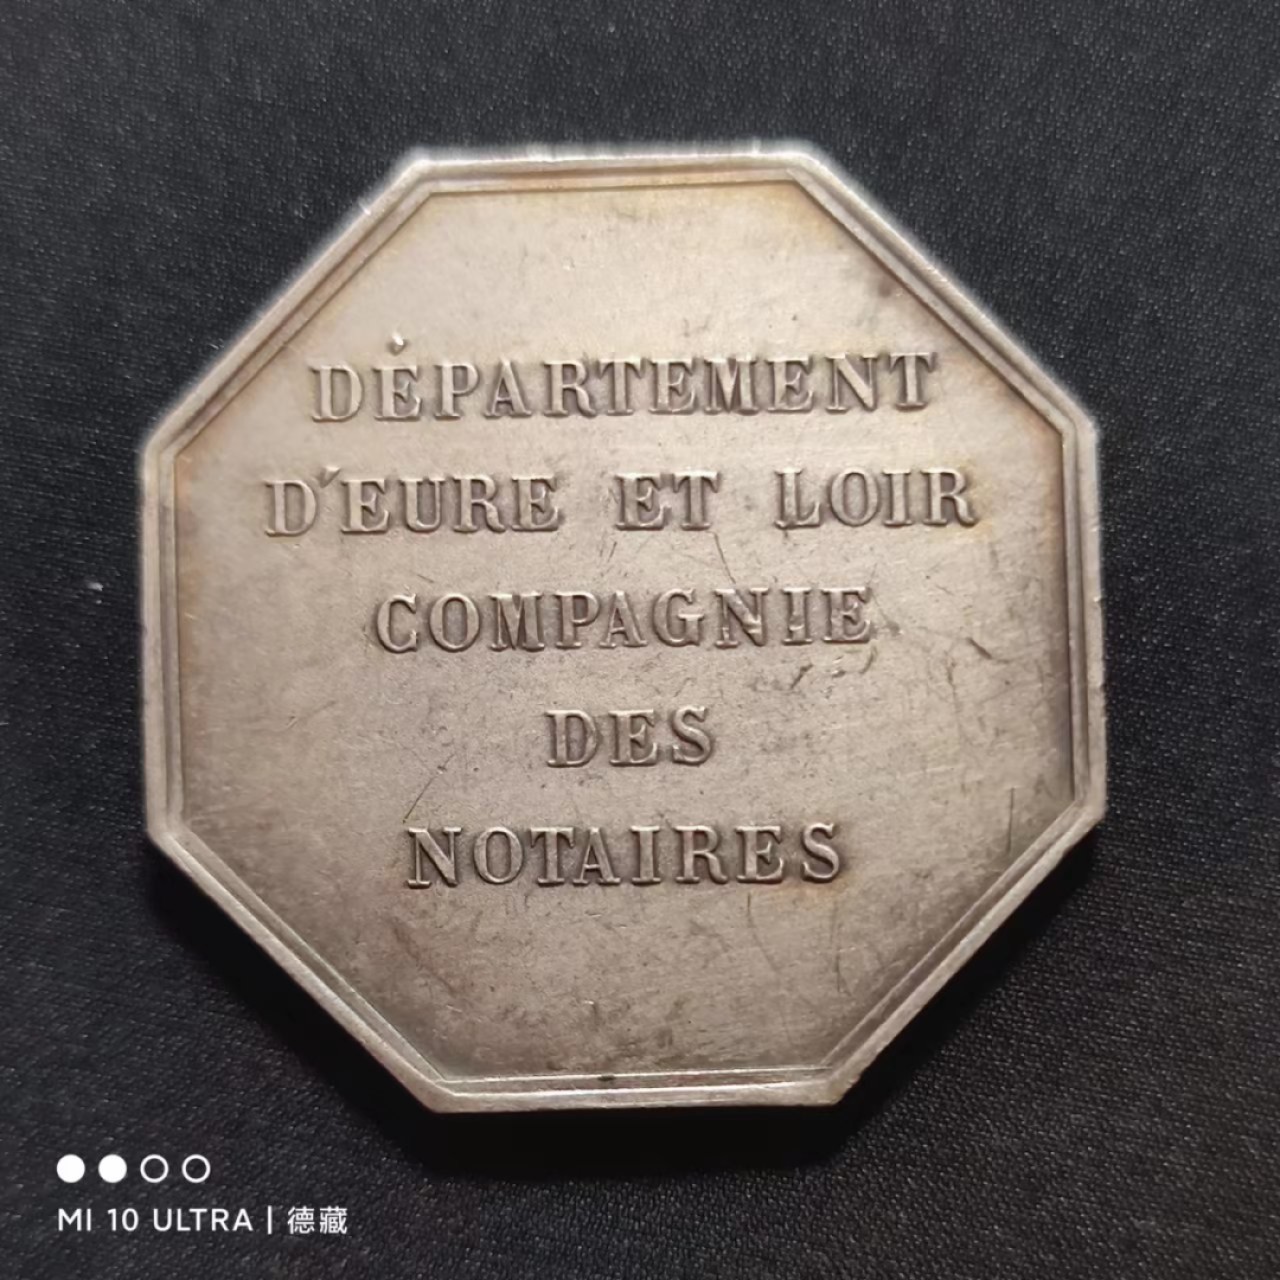 DÉPARTEMENT
D'EURE ET LOIR
COMPAGNIE
DES
NOTAIRES
MI 10 ULTRA | 德藏